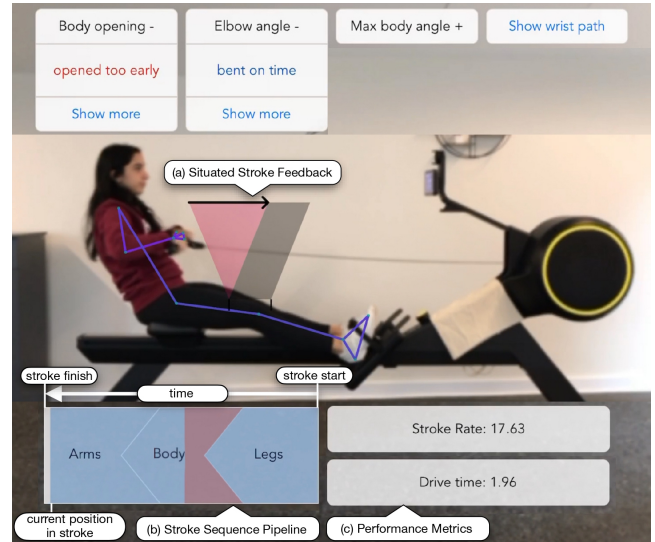 Body opening -
Elbow angle -
Max body angle +
Show wrist path
opened too early
bent on time
Show more
Show more
(a) Situated Stroke Feedback
stroke finish
stroke start
time
Arms
Body
Legs
Stroke Rate: 17.63
Drive time: 1.96
current position
in stroke
(b) Stroke Sequence Pipeline
(c) Performance Metrics